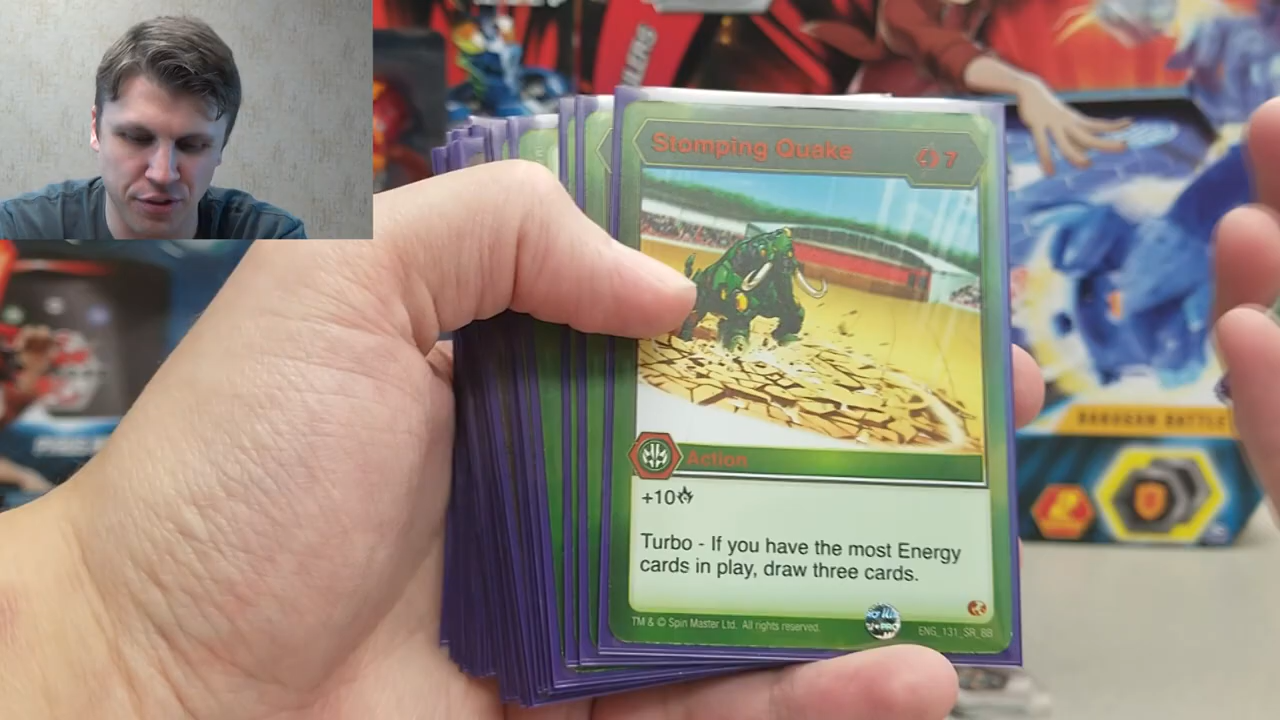 LERS
Stomping Quake
7
Action
+10
Turbo - If you have the most Energy
cards in play, draw three cards.
TM & © Spin Master Ltd. All rights reserved.
ENG_131_SR_BB
BAKUGAN BATTLE